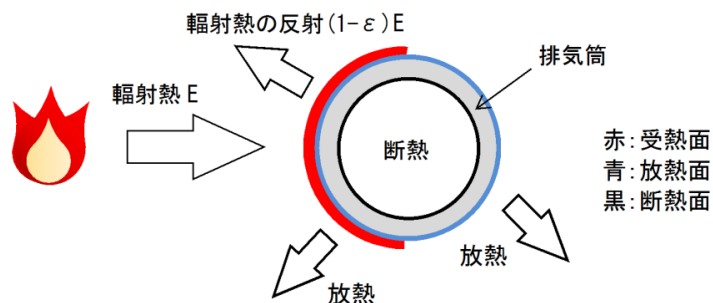 輻射熱の反射(1-ε)E
排気筒
輻射熱 E
断熱
赤:受熱面
青:放熱面
黒:断熱面
放熱
放熱